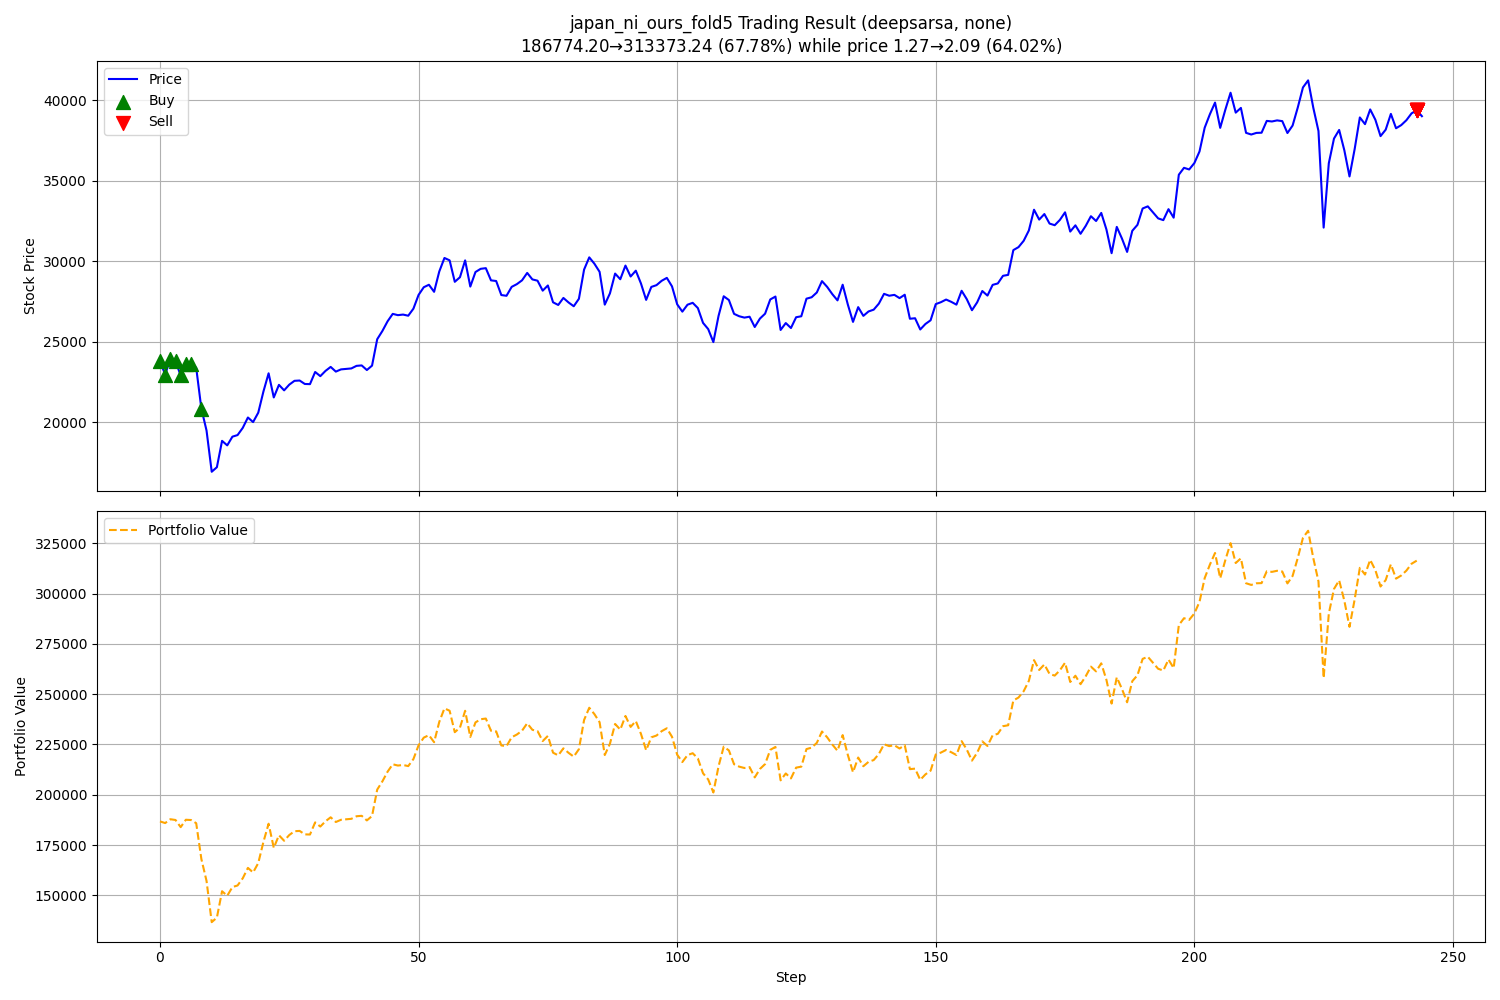 japan_ni_ours_fold5 Trading Result (deepsarsa, none)
186774.20→313373.24 (67.78%) while price 1.27→2.09 (64.02%)
Price
Buy
Sell
Stock Price
40000
35000
30000
25000
20000
Portfolio Value
Portfolio Value
325000
300000
275000
250000
225000
200000
175000
150000
0
50
100
150
200
250
Step